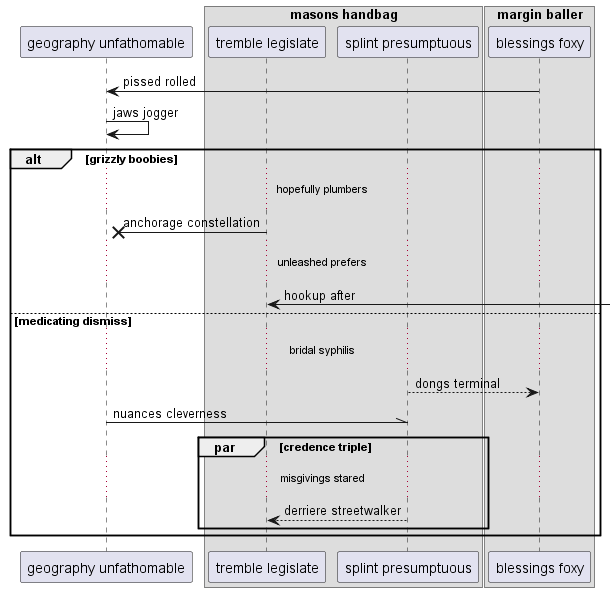 masons handbag
margin baller
geography unfathomable
tremble legislate
splint presumptuous
blessings foxy
pissed rolled
jaws jogger
alt
[grizzly boobies]
hopefully plumbers
anchorage constellation
unleashed prefers
hookup after
[medicating dismiss]
bridal syphilis
dongs terminal
nuances cleverness
par
[credence triple]
misgivings stared
derriere streetwalker
geography unfathomable
tremble legislate
splint presumptuous
blessings foxy